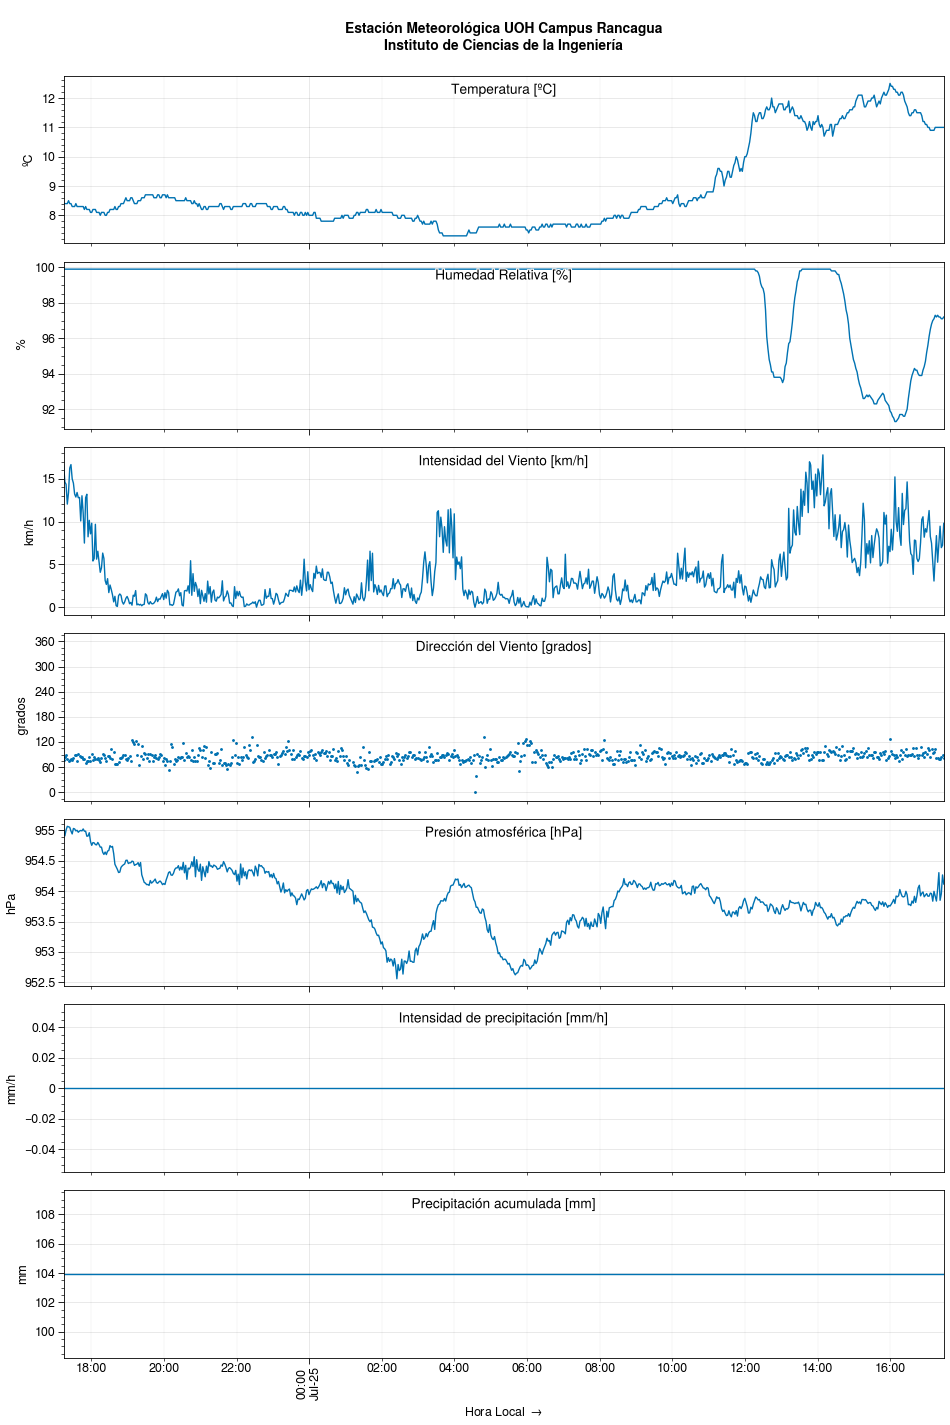 Estación Meteorológica UOH Campus Rancagua
Instituto de Ciencias de la Ingeniería
Temperatura [ºC]
ºC
12
11
10
9
8
Humedad Relativa [%]
%
100
98
96
94
92
Intensidad del Viento [km/h]
km/h
15
10
5
0
Dirección del Viento [grados]
grados
360
300
240
180
120
60
0
Presión atmosférica [hPa]
hPa
955
954.5
954
953.5
953
952.5
Intensidad de precipitación [mm/h]
mm/h
0.04
0.02
0
−0.02
−0.04
Precipitación acumulada [mm]
mm
108
106
104
102
100
18:00 20:00 22:00 00:00 02:00 04:00 06:00 08:00 10:00 12:00 14:00 16:00
Jul-25
Hora Local →